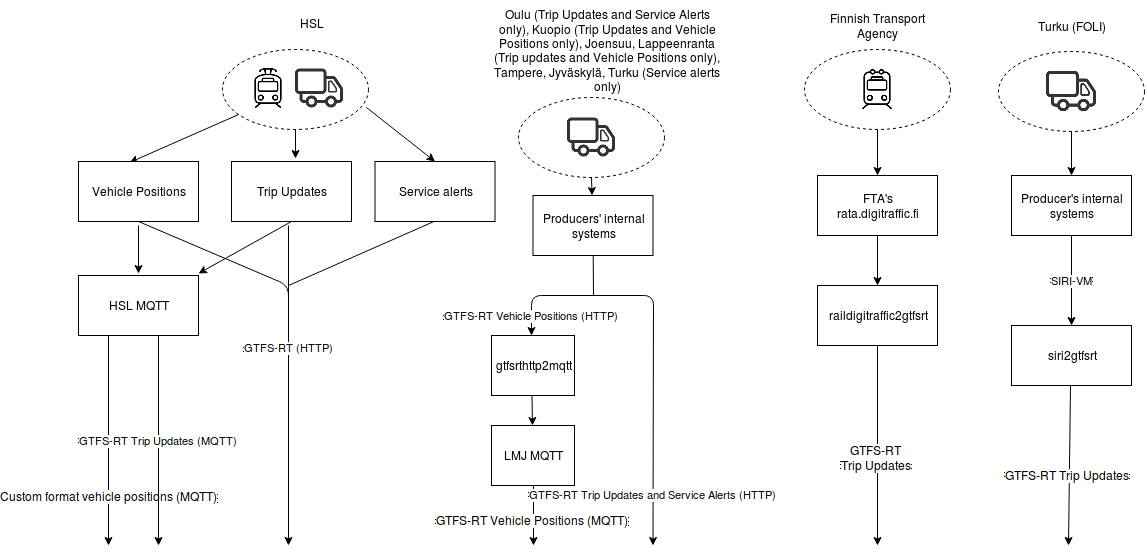 HSL
Oulu (Trip Updates and Service Alerts
only), Kuopio (Trip Updates and Vehicle
Positions only), Joensuu, Lappeenranta
(Trip updates and Vehicle Positions only),
Tampere, Jyväskylä, Turku (Service alerts
only)
Finnish Transport
Agency
Turku (FOLI)
Vehicle Positions
Trip Updates
Service alerts
Producers' internal
systems
FTA's
rata.digitraffic.fi
Producer's internal
systems
SIRI-VM
HSL MQTT
GTFS-RT Vehicle Positions (HTTP)
raildigitraffic2gtfsrt
GTFS-RT (HTTP)
gtfsrthttp2mqtt
siri2gtfsrt
GTFS-RT Trip Updates (MQTT)
LMJ MQTT
GTFS-RT
Trip Updates
GTFS-RT Trip Updates
Custom format vehicle positions (MQTT)
GTFS-RT Trip Updates and Service Alerts (HTTP)
GTFS-RT Vehicle Positions (MQTT)